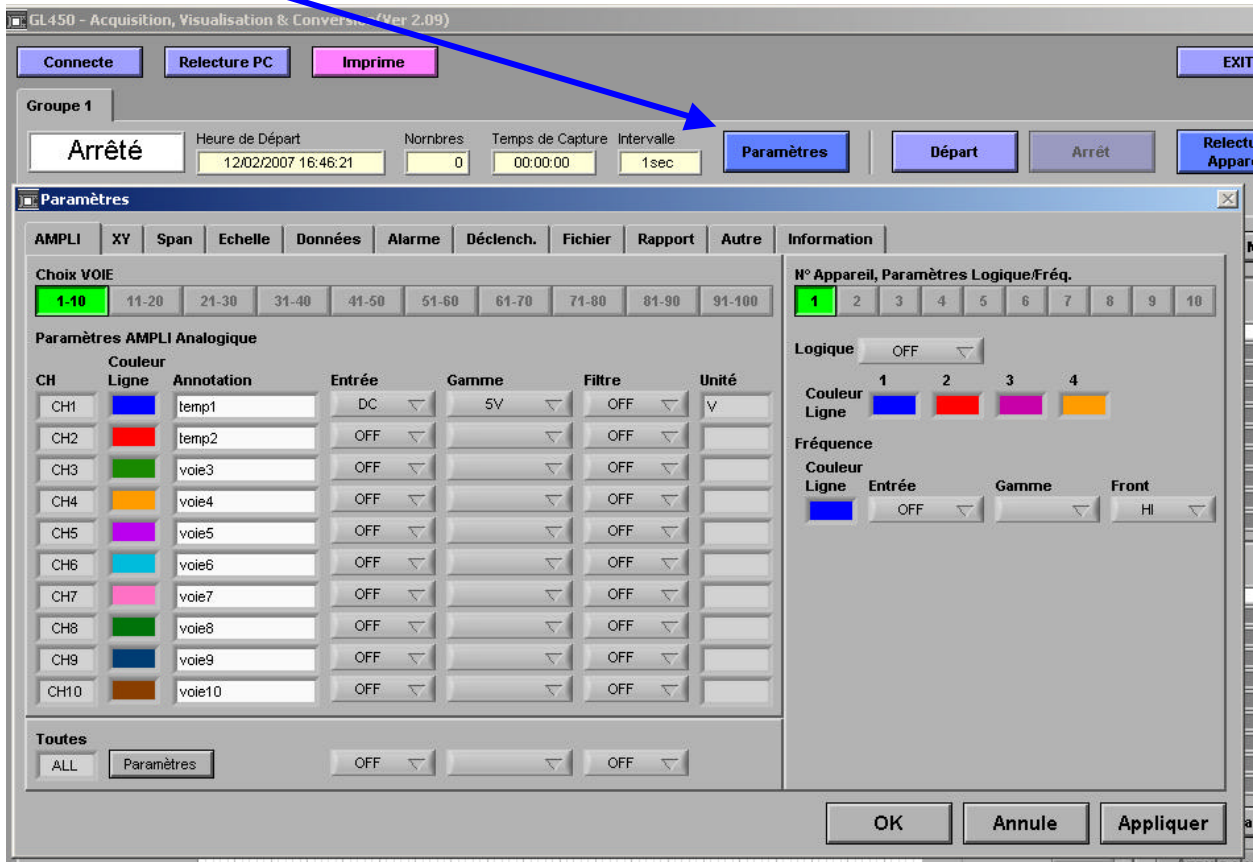 GL450 - Acquisition, Visualisation & Conversion(Ver 2.09)
Connecte Relecture PC Imprime EXIT
Groupe 1
Arrêté Heure de Départ 12/02/2007 16:46:21 Nornbres 0 Temps de Capture 00:00:00 Intervalle 1sec Paramètres Départ Arrét
Paramètres
AMPLI XY Span Echelle Données Alarme Déclench. Fichier Rapport Autre Information
Choix VOIE
1-10 11-20 21-30 31-40 41-50 51-60 61-70 71-80 81-90 91-100
Paramètres AMPLI Analogique
CH Couleur Ligne Annotation Entrée Gamme Filtre Unité
CH1 temp1 DC 5V OFF V
CH2 temp2 OFF OFF
CH3 voie3 OFF OFF
CH4 voie4 OFF OFF
CH5 voie5 OFF OFF
CH6 voie6 OFF OFF
CH7 voie7 OFF OFF
CH8 voie8 OFF OFF
CH9 voie9 OFF OFF
CH10 voie10 OFF OFF
Toutes
ALL Paramètres OFF OFF
N° Appareil, Paramètres Logique/Fréq.
1 2 3 4 5 6 7 8 9 10
Logique OFF
1 2 3 4
Couleur
Ligne
Fréquence
Couleur
Ligne Entrée Gamme Front
OFF HI
OK Annule Appliquer